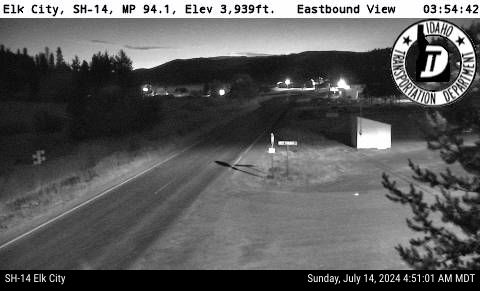 Elk City, SH-14, MP 94.1, Elev 3,939ft. Eastbound View 03:54:42
IDAHO
TRANSPORTATION DEPARTMENT
SH-14 Elk City Sunday, July 14, 2024 4:51:01 AM MDT